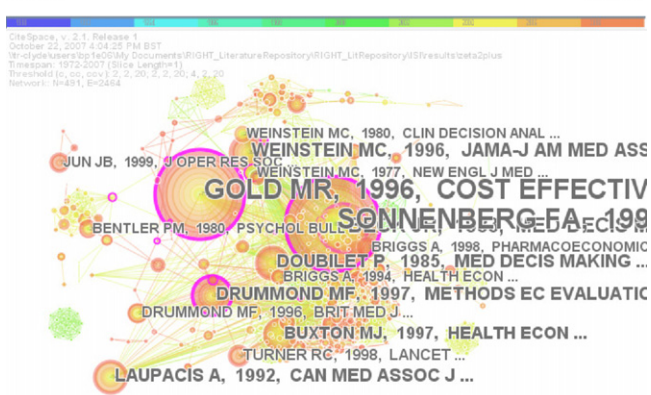 CiteSpace, v. 2.1. Release 1
October 22, 2007 4:04:25 PM BST
Timespan: 1972-2007 (Slice Length=1)
Threshold (c, cc, ccv): 2, 2, 20; 2, 2, 20; 4, 2, 20
Network: N=491, E=2464
WEINSTEIN MC, 1980, CLIN DECISION ANAL ...
WEINSTEIN MC, 1996, JAMA-J AM MED ASS
JUN JB, 1999, J OPER RES SOC
WEINSTEIN MC, 1977, NEW ENGL J MED ...
GOLD MR, 1996, COST EFFECTIV
SONNENBERG FA, 199
BENTLER PM, 1980, PSYCHOL BULL
MED DECIS M
BRIGGS A, 1998, PHARMACOECONOMIC
DOUBILET P, 1985, MED DECIS MAKING ...
BRIGGS A, 1994, HEALTH ECON ...
DRUMMOND MF, 1997, METHODS EC EVALUATIO
DRUMMOND MF, 1996, BRIT MED J ...
BUXTON MJ, 1997, HEALTH ECON ...
TURNER RC, 1998, LANCET ...
LAUPACIS A, 1992, CAN MED ASSOC J ...